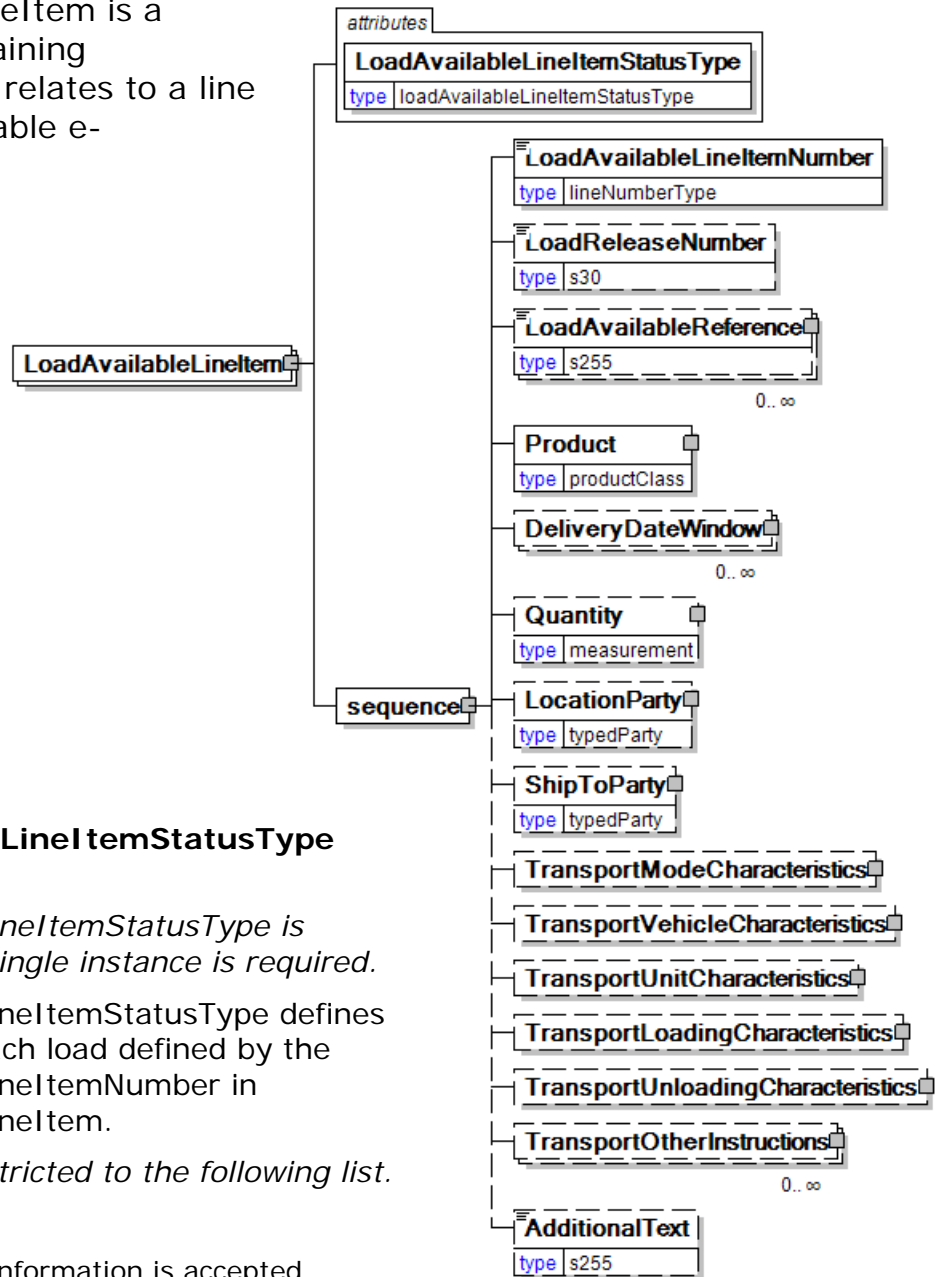 eItem is a
aining
relates to a line
able e-
LineItemStatusType
neItemStatusType is
ingle instance is required.
neItemStatusType defines
ch load defined by the
neItemNumber in
neItem.
tricted to the following list.
nformation is accepted
LoadAvailableLineItem
attributes
LoadAvailableLineItemStatusType
type loadAvailableLineItemStatusType
sequence
LoadAvailableLineItemNumber
type lineNumberType
LoadReleaseNumber
type s30
LoadAvailableReference
type s255
0.. ∞
Product
type productClass
DeliveryDateWindow
0.. ∞
Quantity
type measurement
LocationParty
type typedParty
ShipToParty
type typedParty
TransportModeCharacteristics
TransportVehicleCharacteristics
TransportUnitCharacteristics
TransportLoadingCharacteristics
TransportUnloadingCharacteristics
TransportOtherInstructions
0.. ∞
AdditionalText
type s255